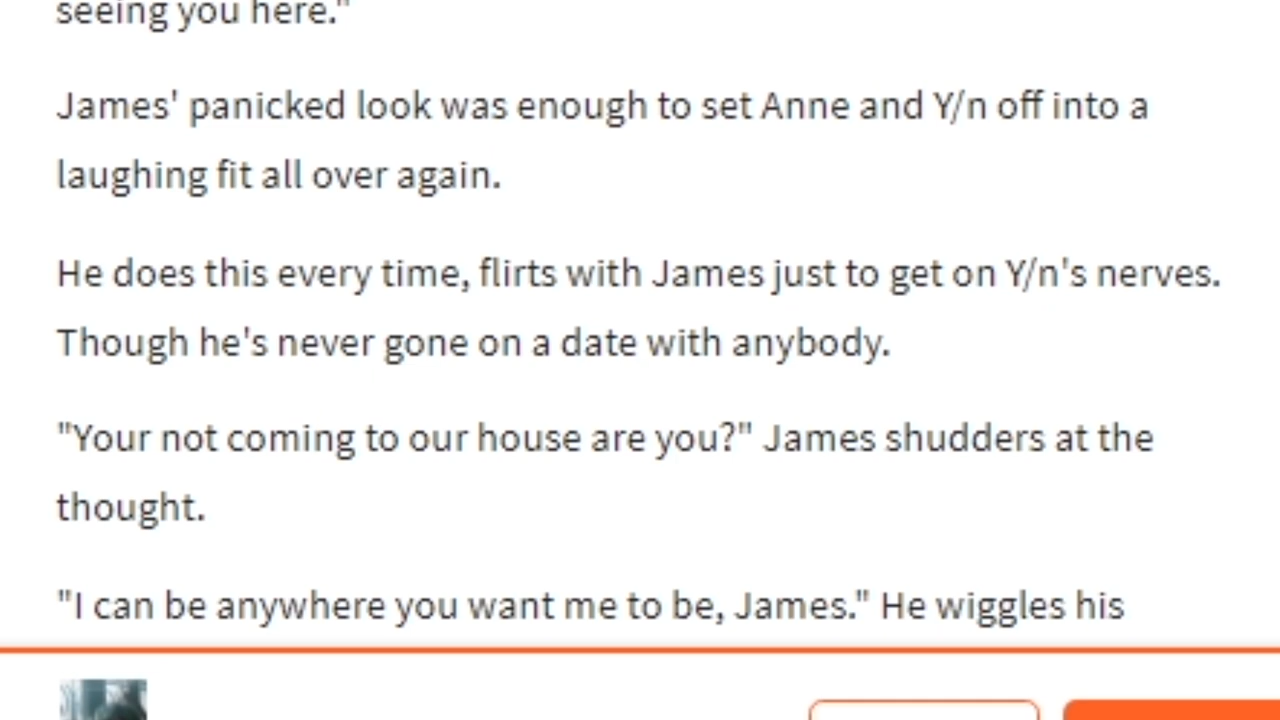 seeing you here."
James' panicked look was enough to set Anne and Y/n off into a
laughing fit all over again.
He does this every time, flirts with James just to get on Y/n's nerves.
Though he's never gone on a date with anybody.
"Your not coming to our house are you?" James shudders at the
thought.
"I can be anywhere you want me to be, James." He wiggles his